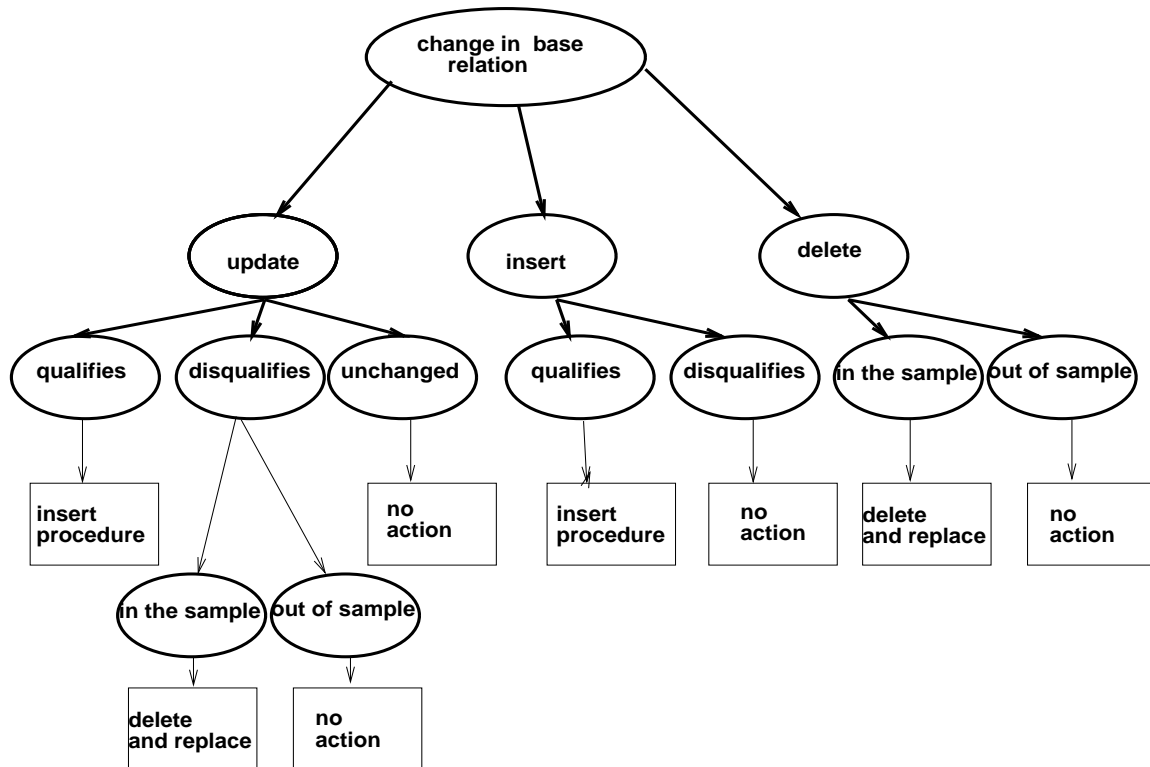 change in base
relation
update
insert
delete
qualifies
disqualifies
unchanged
qualifies
disqualifies
in the sample
out of sample
insert
procedure
no
action
insert
procedure
no
action
delete
and replace
no
action
in the sample
out of sample
delete
and replace
no
action